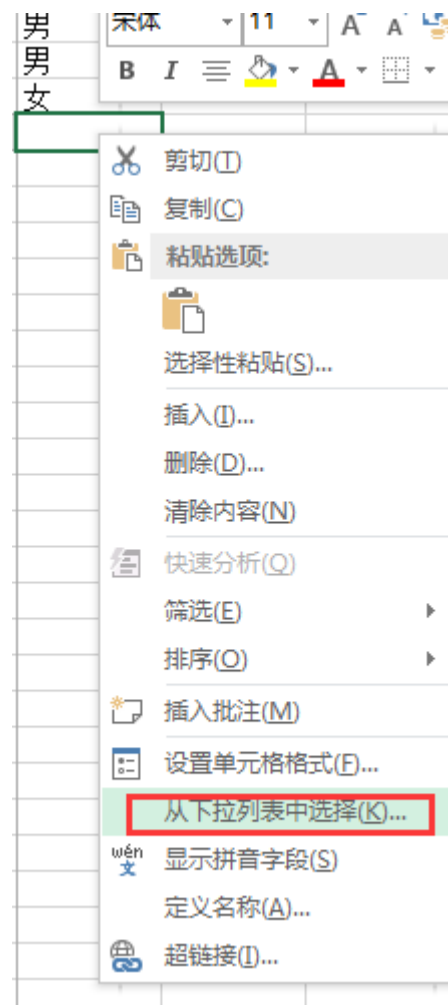 男
男
女
宋体 11 A A
B I A
剪切(T)
复制(C)
粘贴选项:
选择性粘贴(S)...
插入(I)...
删除(D)...
清除内容(N)
快速分析(Q)
筛选(E)
排序(O)
插入批注(M)
设置单元格格式(F)...
从下拉列表中选择(K)...
wén
文
显示拼音字段(S)
定义名称(A)...
超链接(I)...